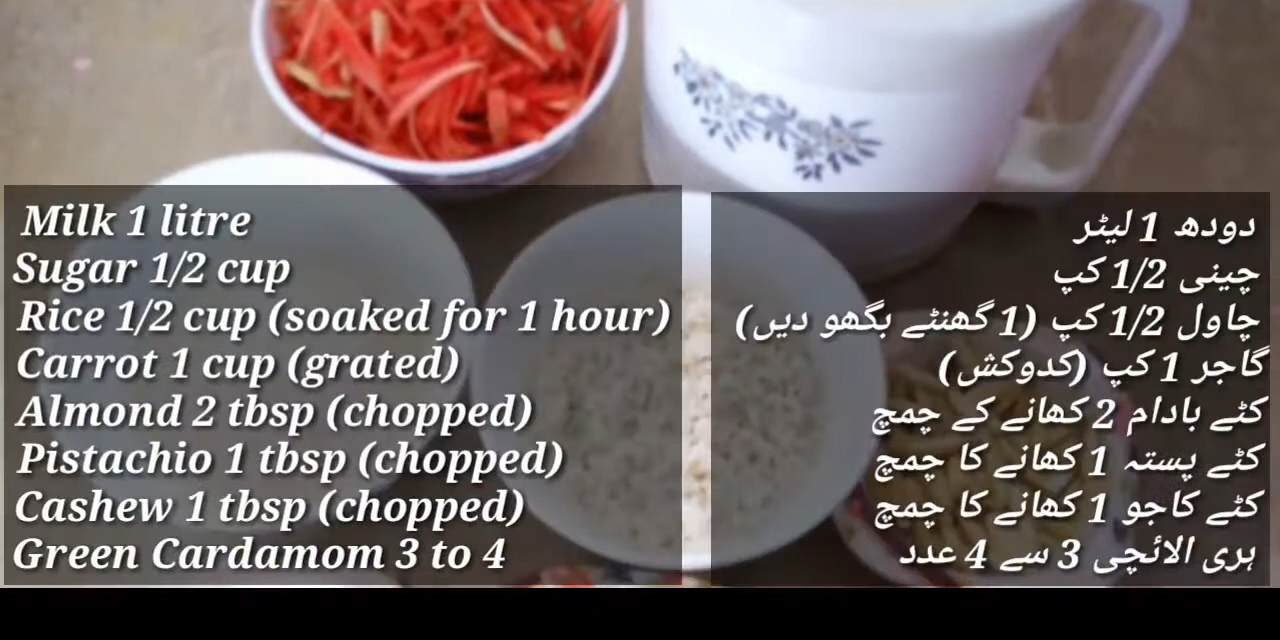 Milk 1 litre
Sugar 1/2 cup
Rice 1/2 cup (soaked for 1 hour)
Carrot 1 cup (grated)
Almond 2 tbsp (chopped)
Pistachio 1 tbsp (chopped)
Cashew 1 tbsp (chopped)
Green Cardamom 3 to 4
دودھ 1 لیٹر
چینی 1/2 کپ
چاول 1/2 کپ (1 گھنٹے بگھو دیں)
گاجر 1 کپ (کدوکش)
کٹے بادام 2 کھانے کے چمچ
کٹے پستہ 1 کھانے کا چمچ
کٹے کاجو 1 کھانے کا چمچ
ہری الائچی 3 سے 4 عدد